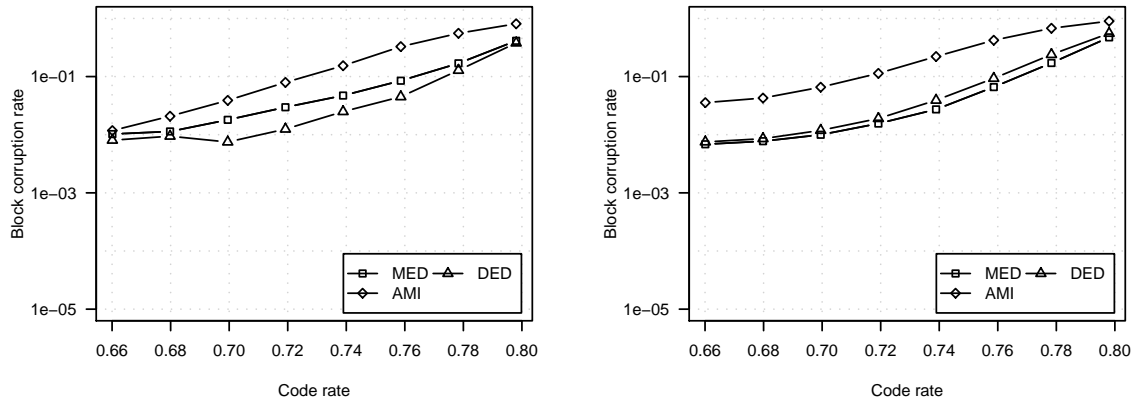 Block corruption rate
1e−01
1e−03
1e−05
MED
DED
AMI
0.66 0.68 0.70 0.72 0.74 0.76 0.78 0.80
Code rate
Block corruption rate
1e−01
1e−03
1e−05
MED
DED
AMI
0.66 0.68 0.70 0.72 0.74 0.76 0.78 0.80
Code rate